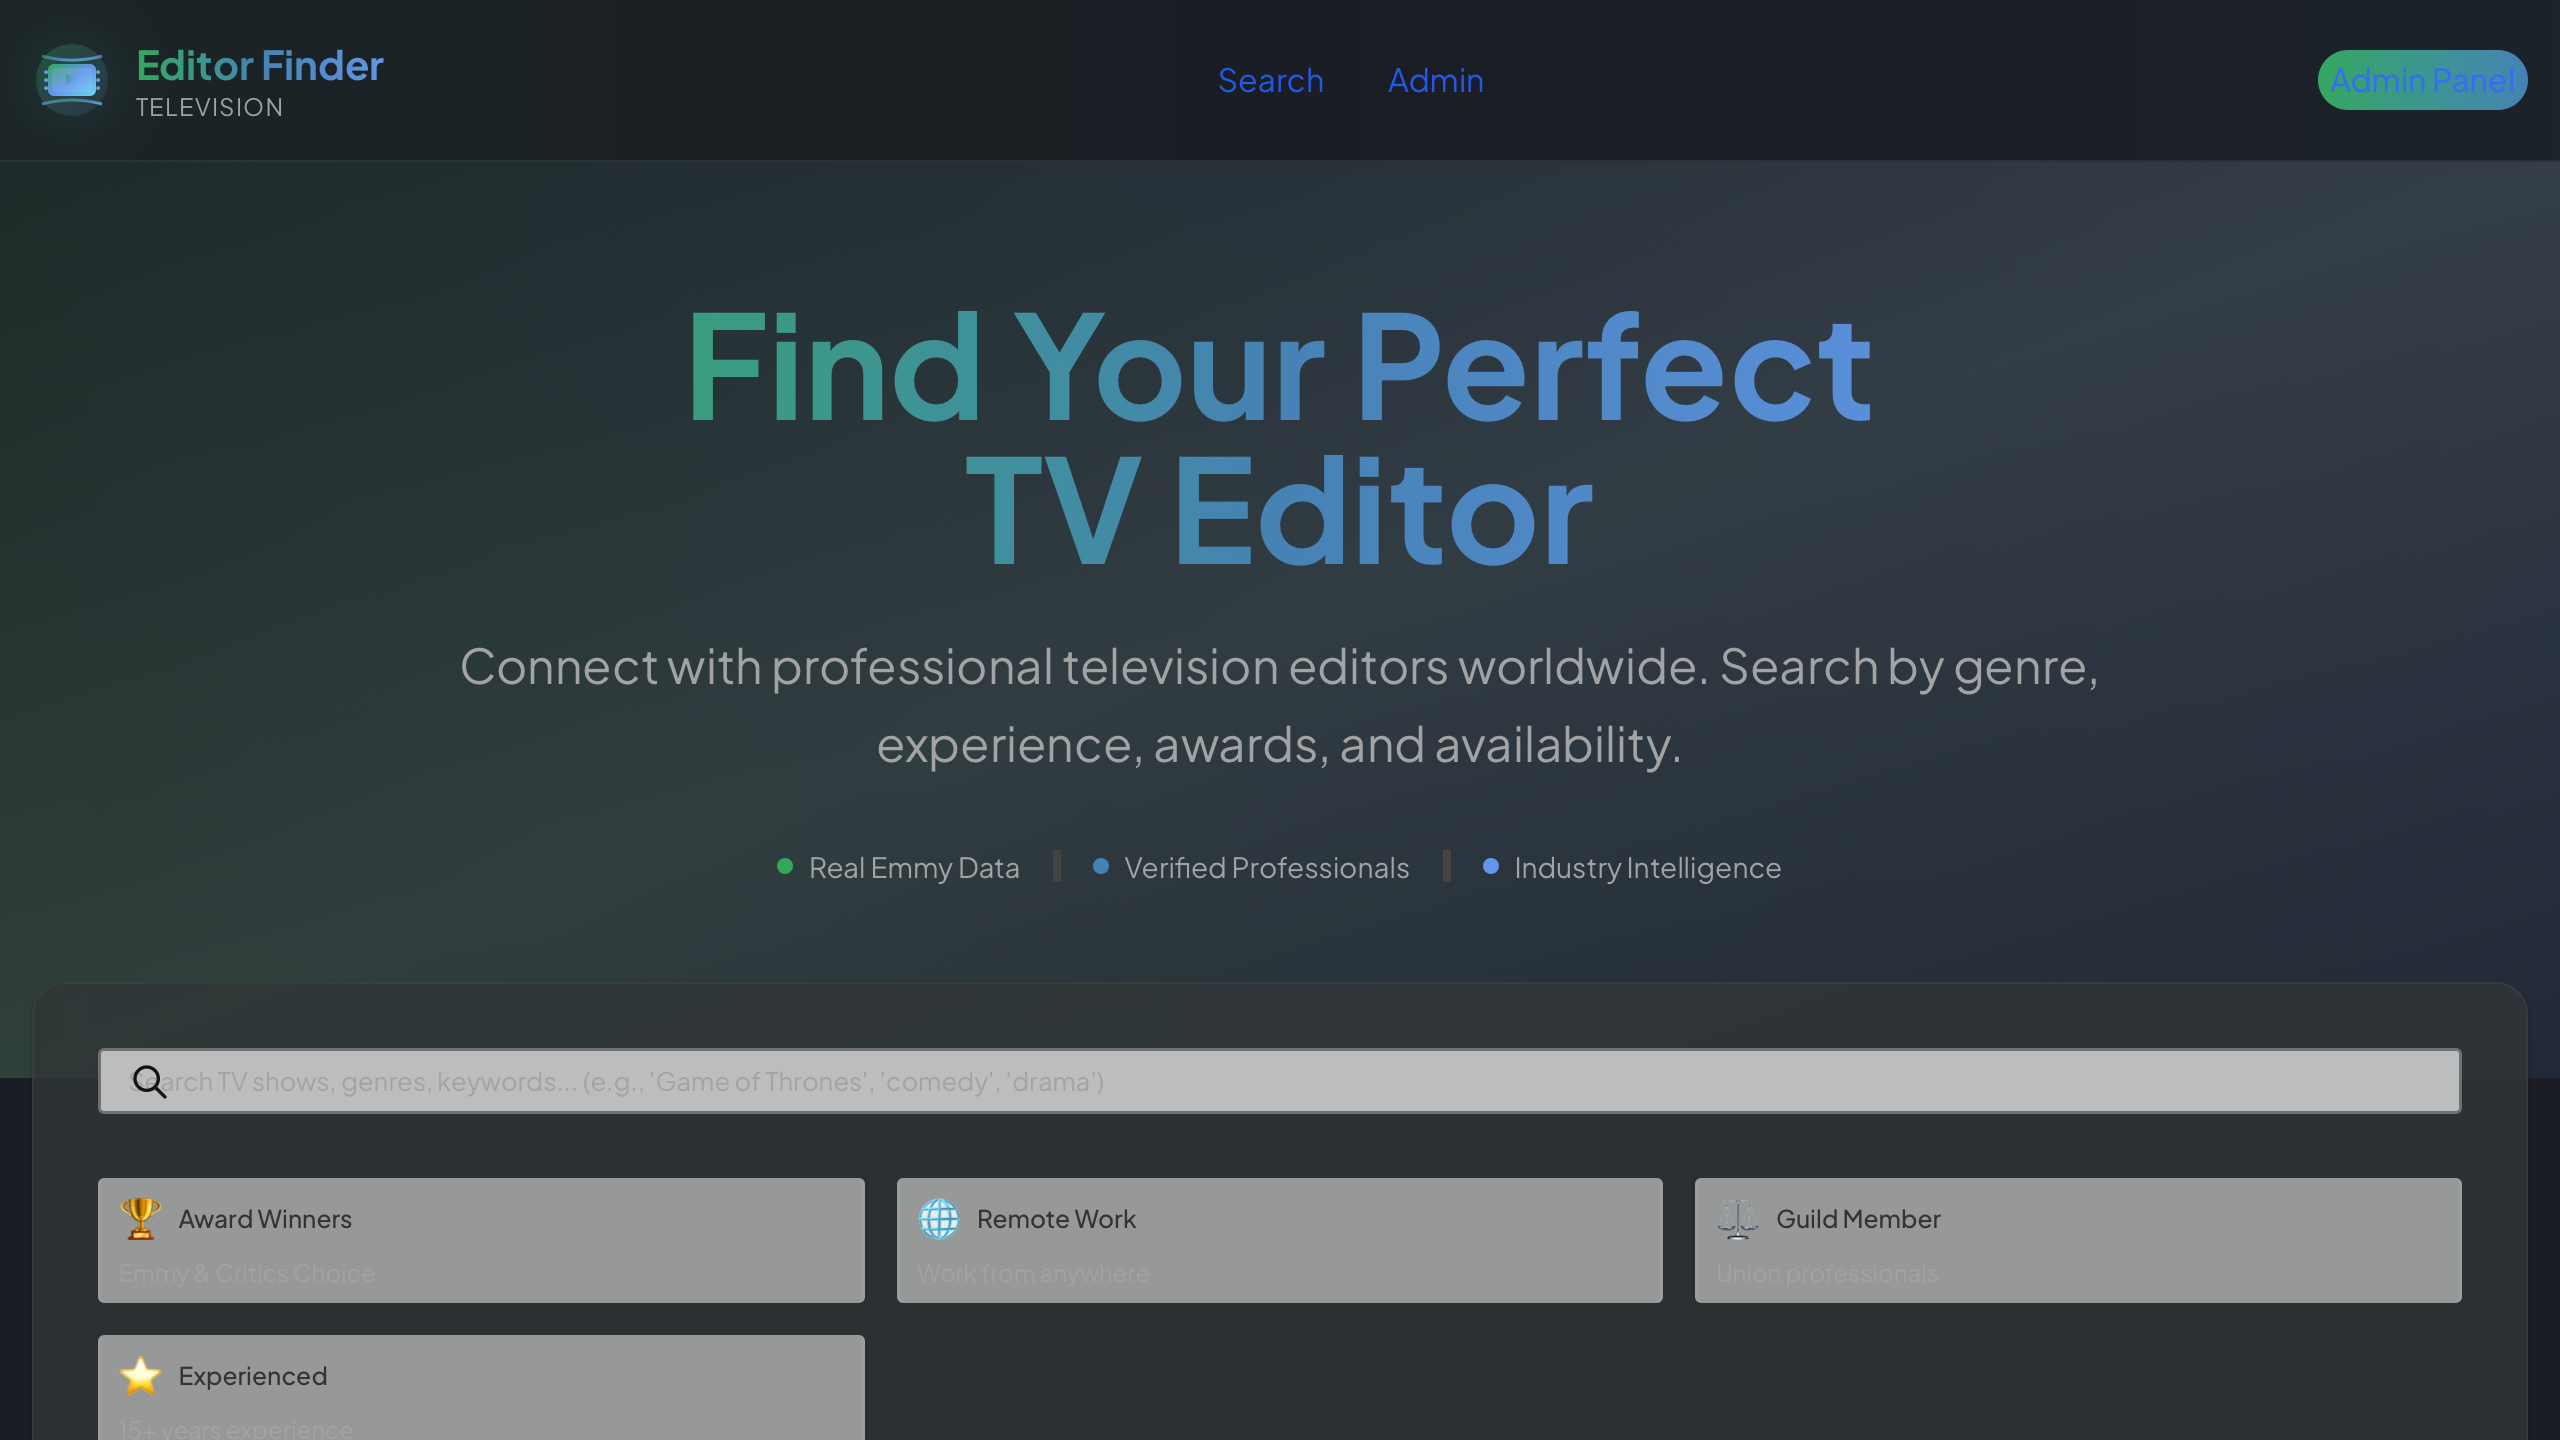 Editor Finder
TELEVISION
Search
Admin
Admin Panel
Find Your Perfect
TV Editor
Connect with professional television editors worldwide. Search by genre,
experience, awards, and availability.
Real Emmy Data
Verified Professionals
Industry Intelligence
Search TV shows, genres, keywords... (e.g., 'Game of Thrones', 'comedy', 'drama')
Award Winners
Emmy & Critics Choice
Remote Work
Work from anywhere
Guild Member
Union professionals
Experienced
15+ years experience